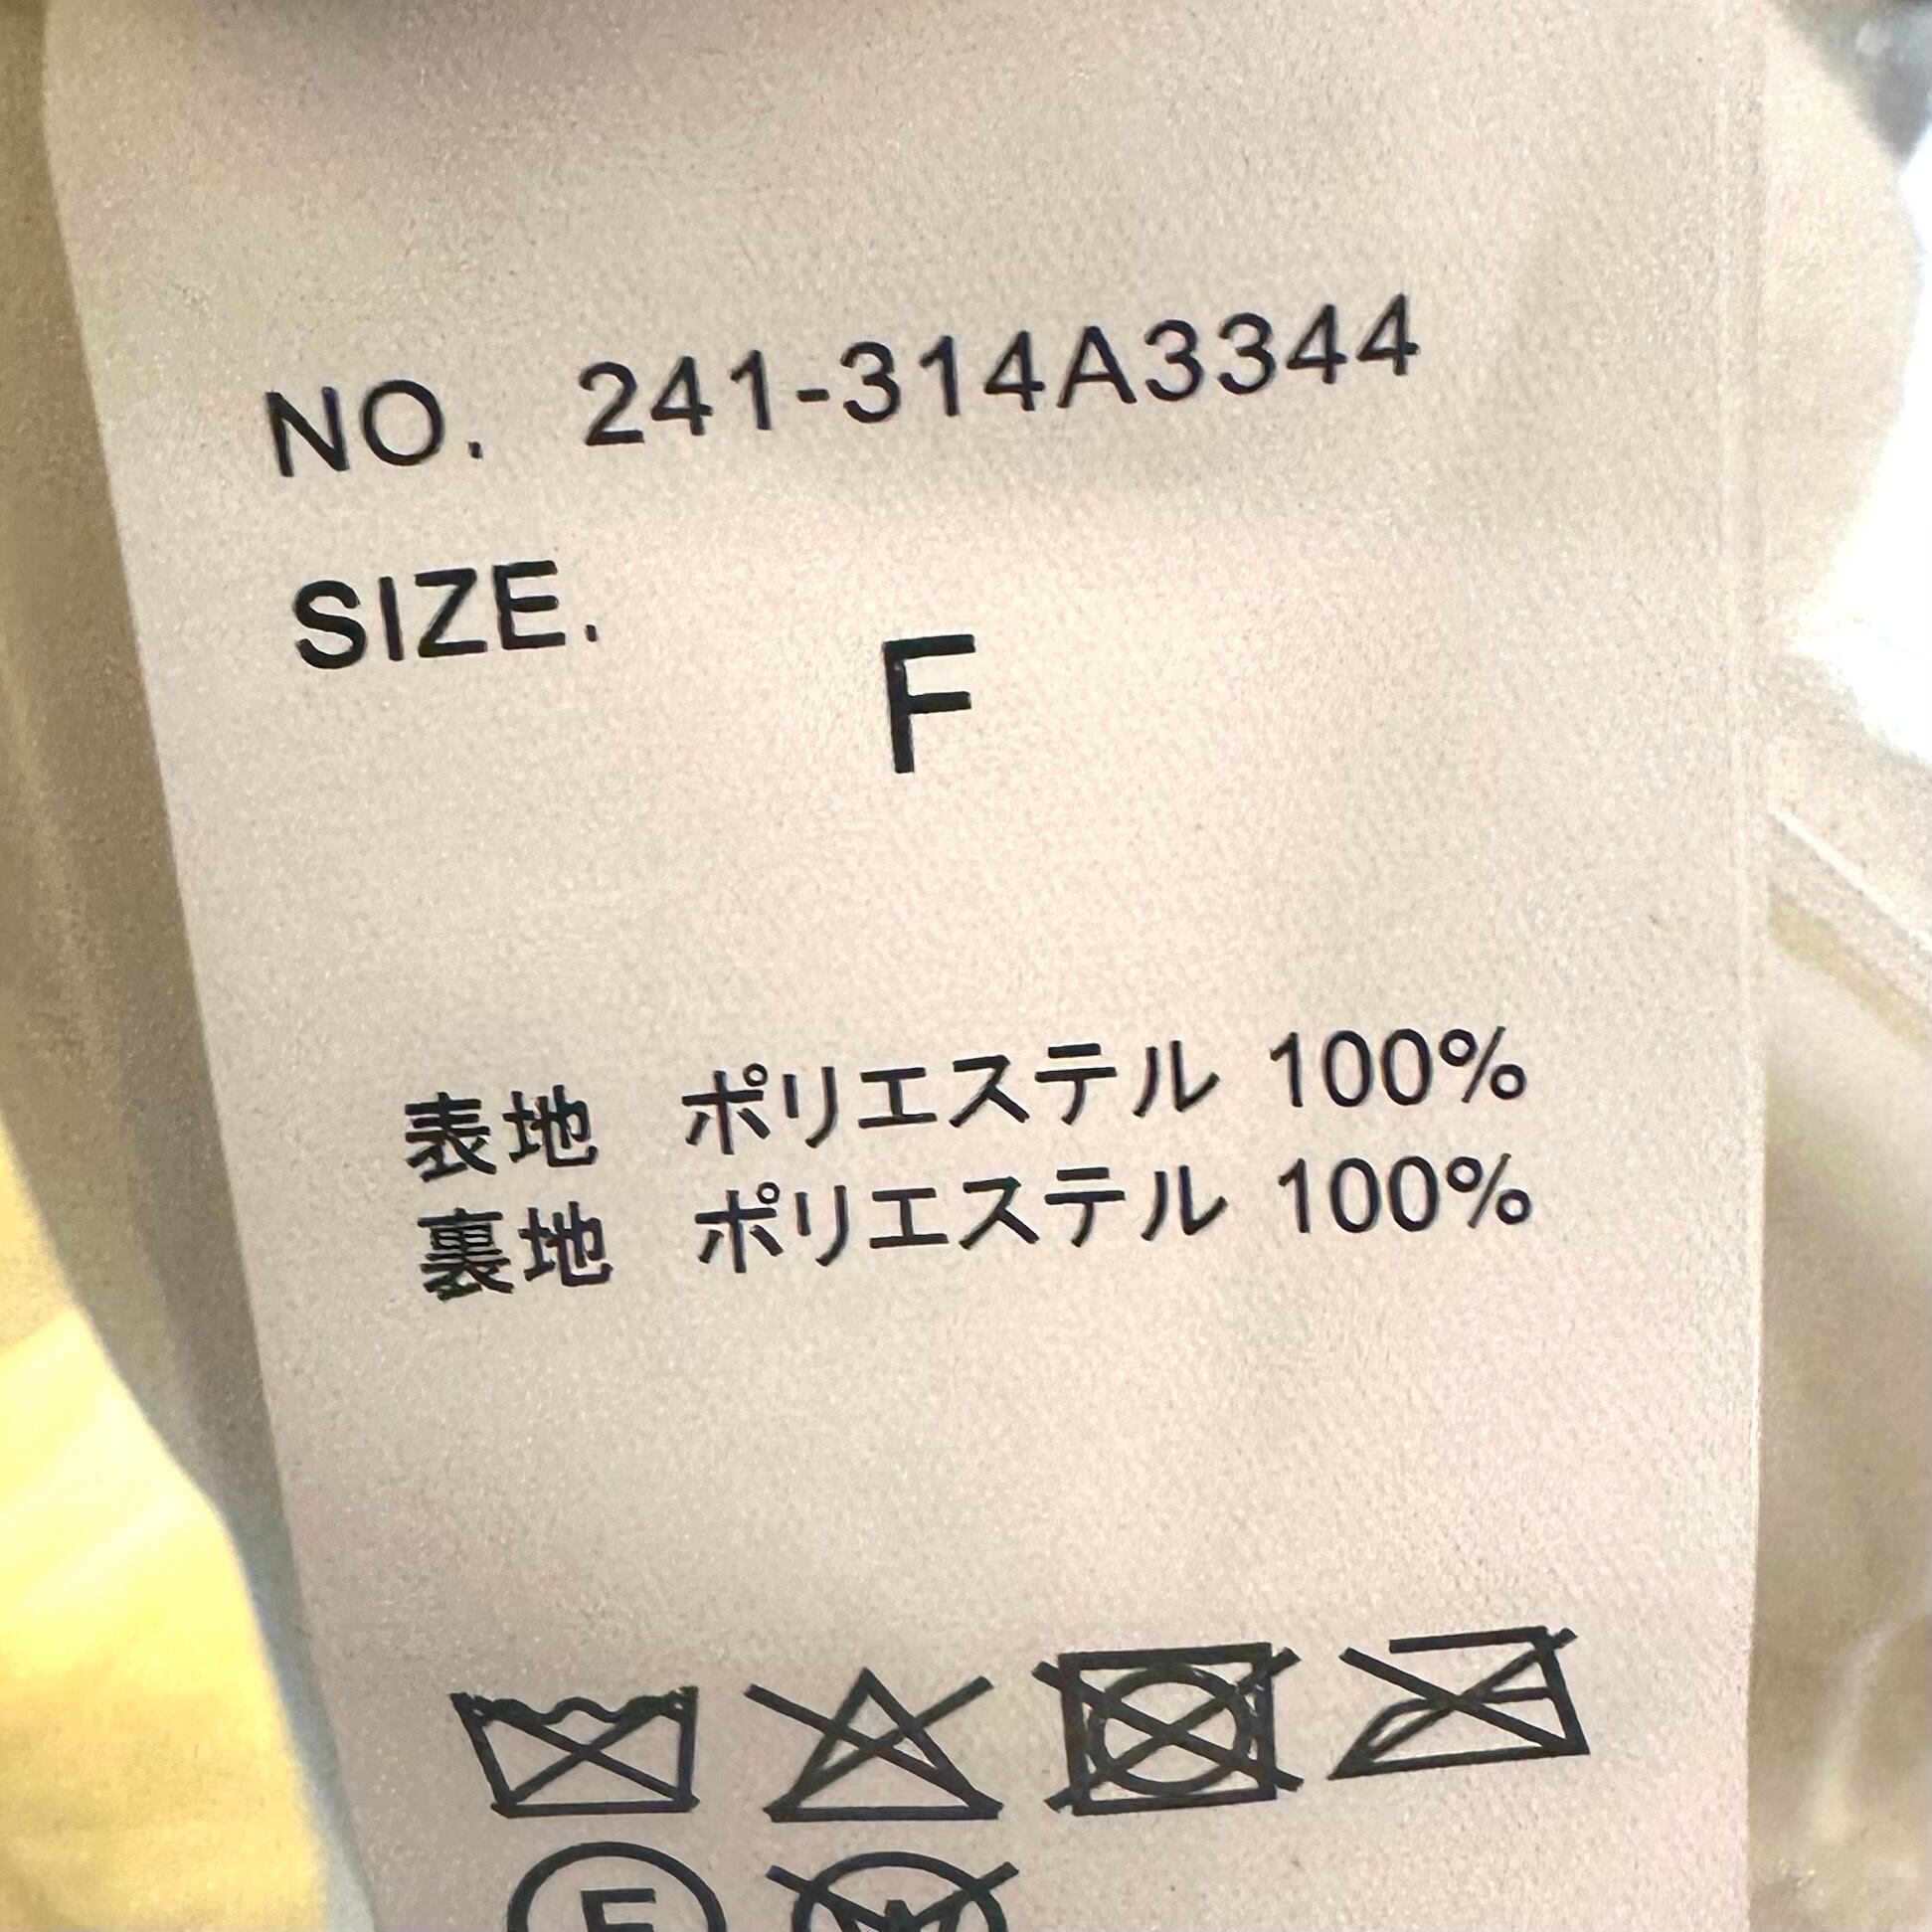 NO. 241-314A3344
SIZE.
F
表地 ポリエステル 100%
裏地 ポリエステル 100%
F
W